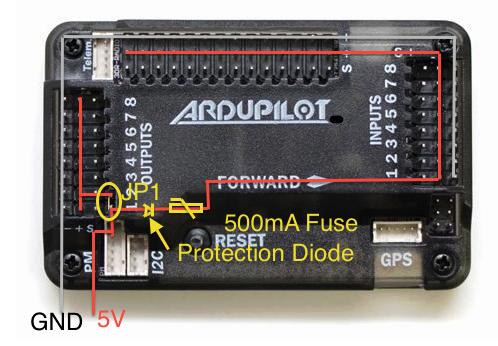 Telem
S
ARDUPILOT
1 2 3 4 5 6 7 8
OUTPUTS
INPUTS
1 2 3 4 5 6 7 8
JP1
FORWARD
500mA Fuse
- + S
RESET
Protection Diode
PM
I2C
GPS
GND
5V